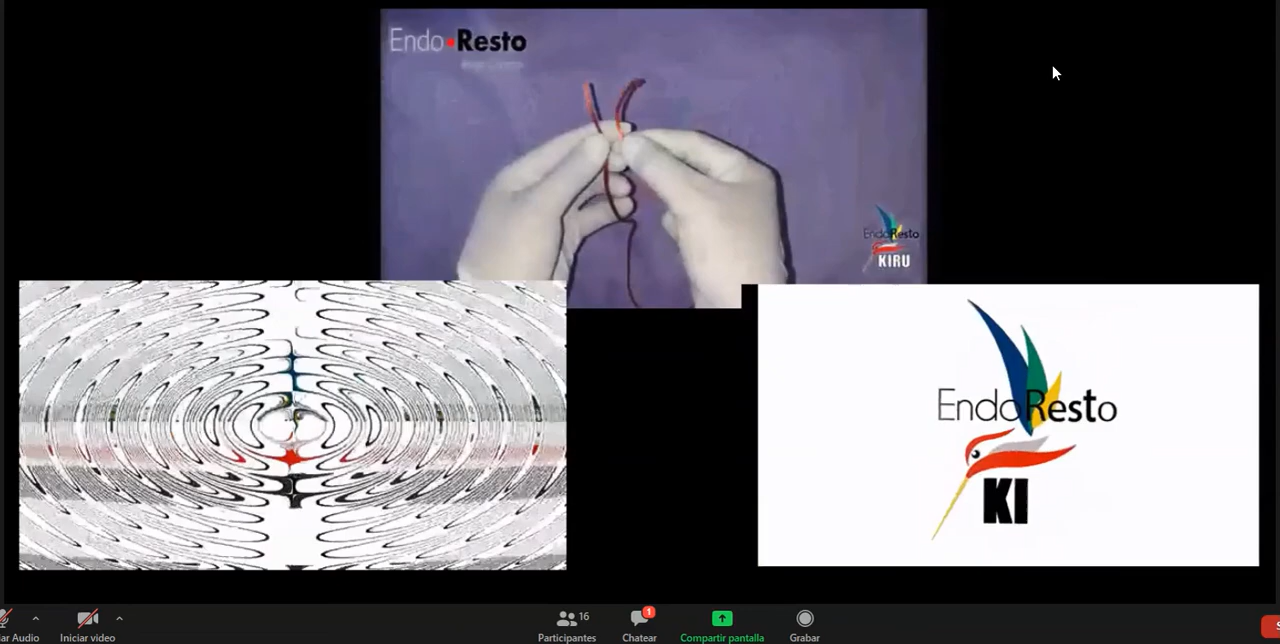 Endo Resto
EndoResto
KIRU
EndoResto
KI
1
16
ar Audio
Iniciar video
Participantes
Chatear
Compartir pantalla
Grabar
S